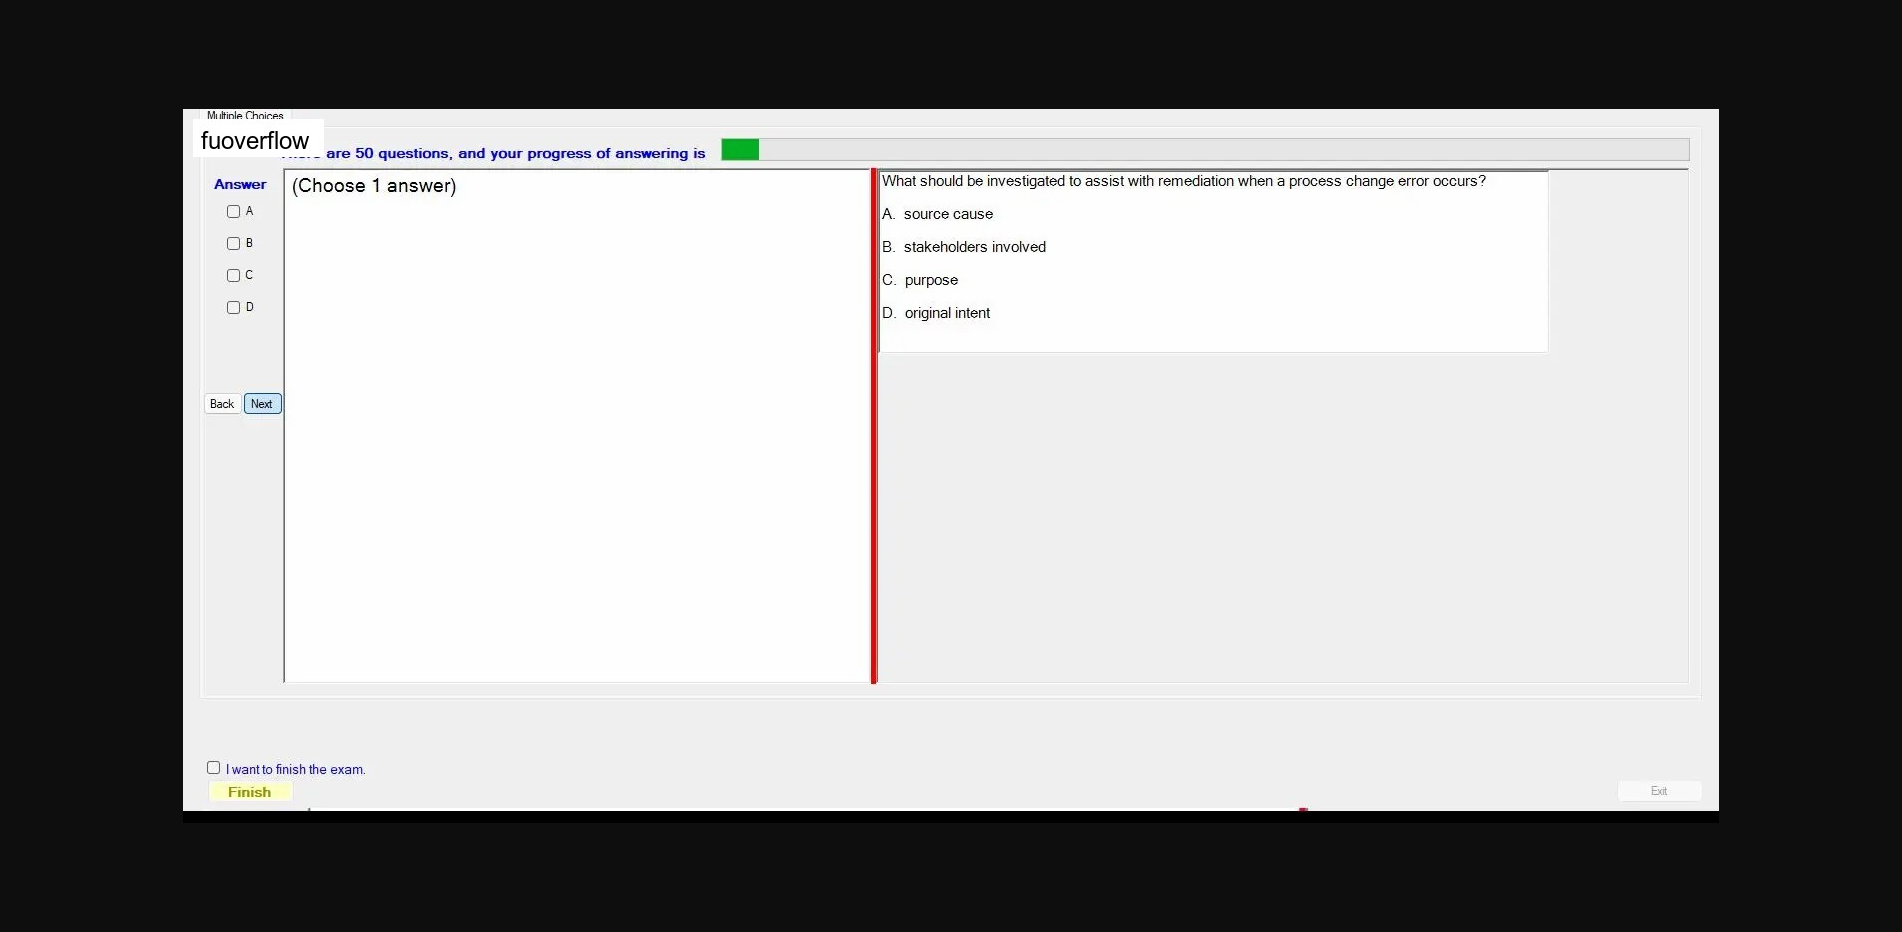 Multiple Choices
fuoverflow
are 50 questions, and your progress of answering is
Answer
A
B
C
D
Back Next
(Choose 1 answer)
What should be investigated to assist with remediation when a process change error occurs?
A. source cause
B. stakeholders involved
C. purpose
D. original intent
I want to finish the exam.
Finish
Exit